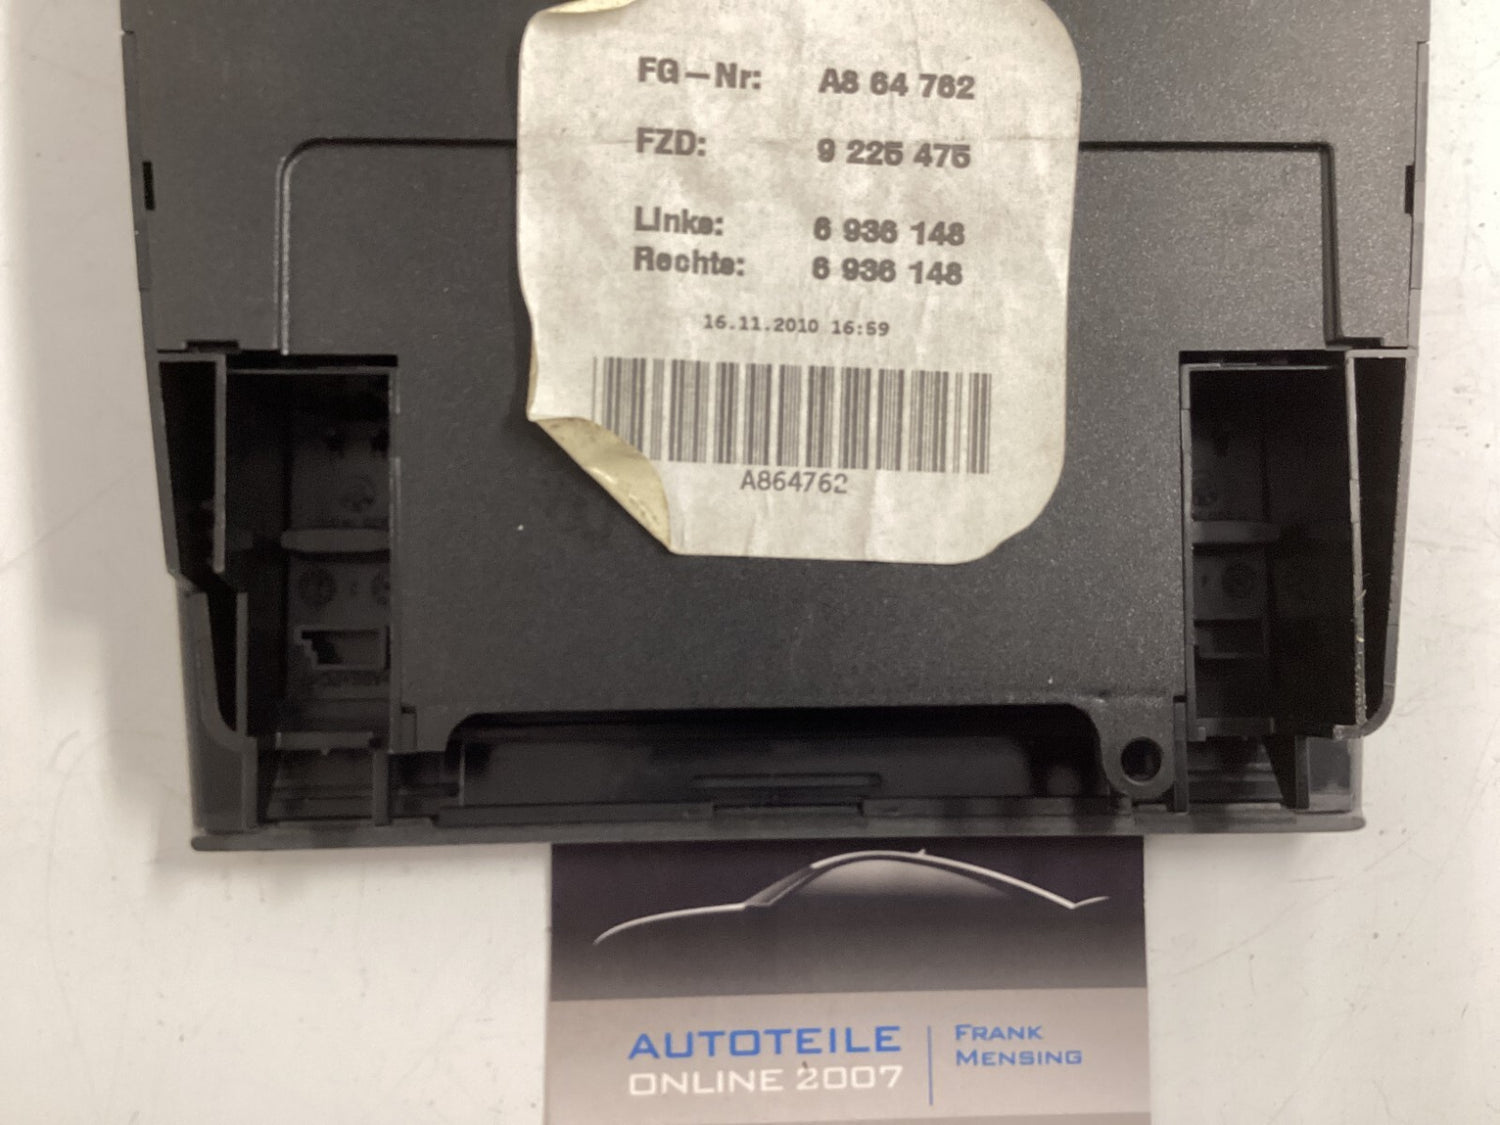 FG-Nr: A8 64 762
FZD: 9 225 475
Links: 6 936 148
Rechts: 6 936 148
16.11.2010 16:59
A864762
AUTOTEILE
ONLINE 2007
FRANK
MENSING